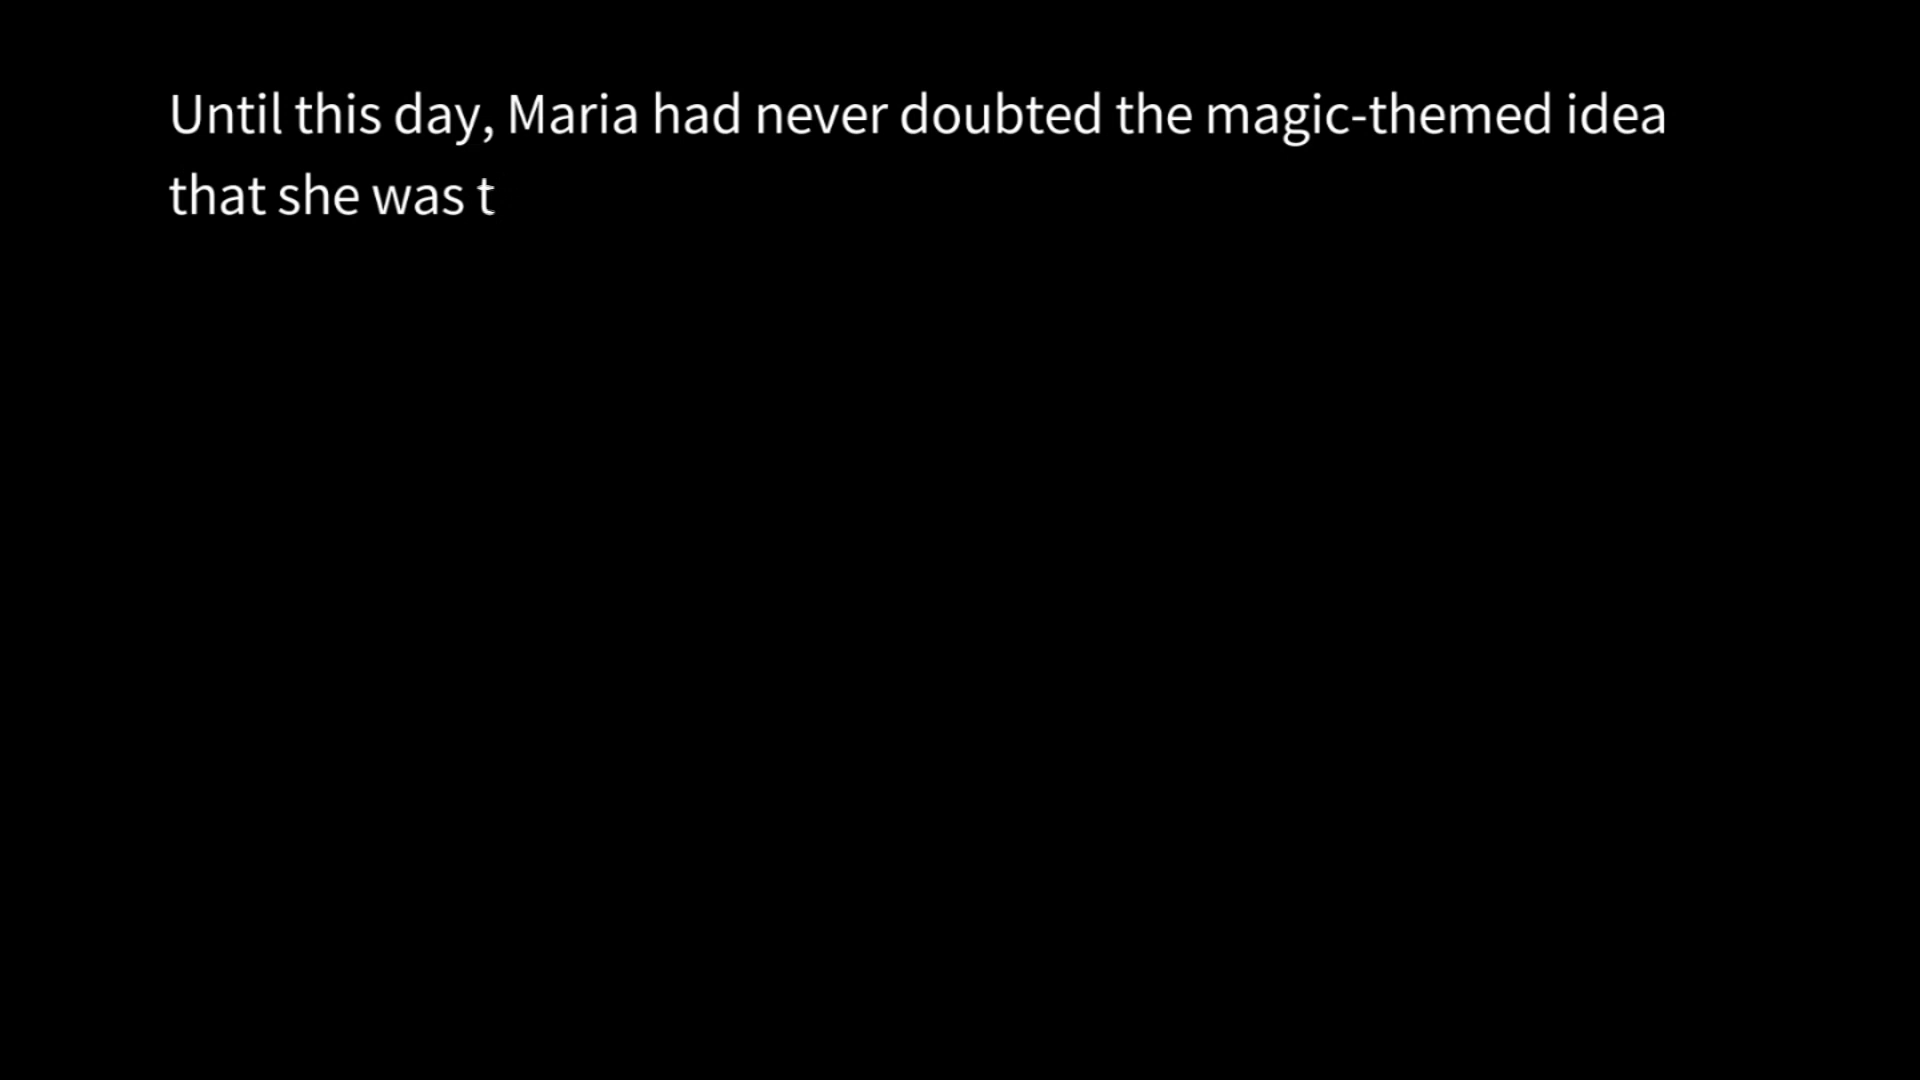 Until this day, Maria had never doubted the magic-themed idea
that she was t